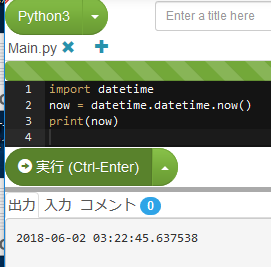 Python3
Enter a title here
Main.py
1 import datetime
2 now = datetime.datetime.now()
3 print(now)
4
実行 (Ctrl-Enter)
出力 入力 コメント 0
2018-06-02 03:22:45.637538